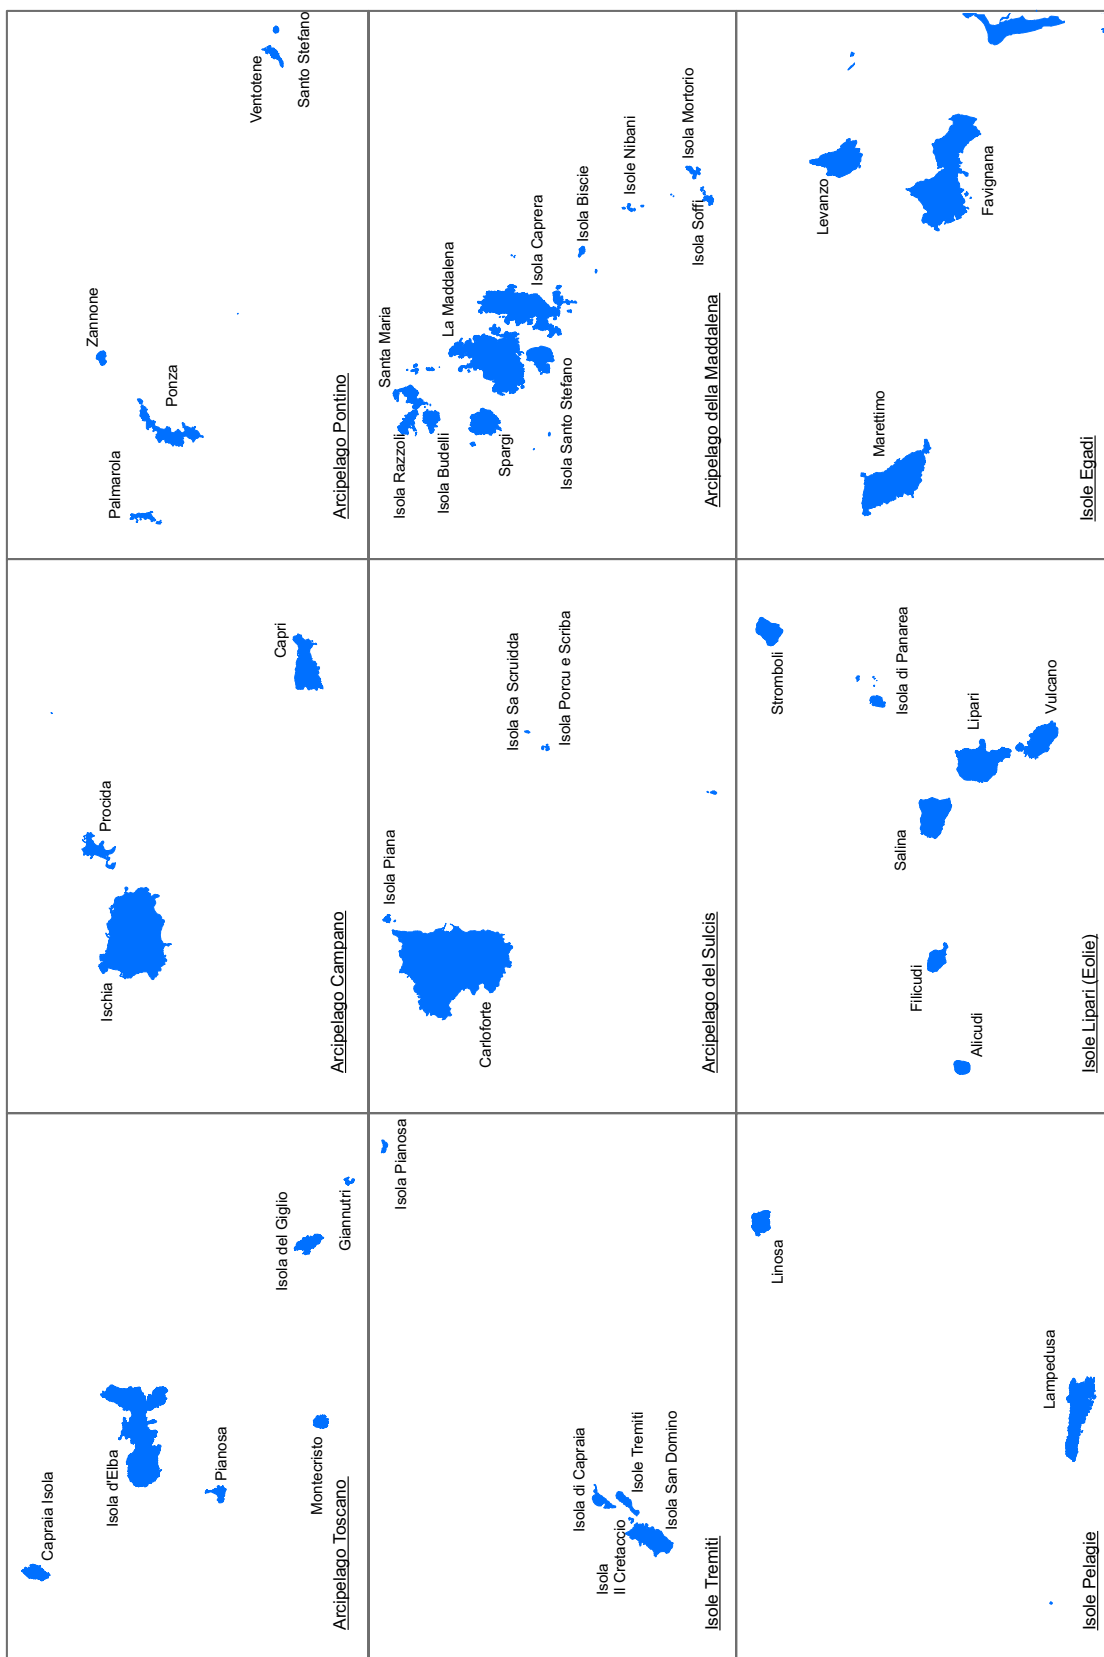 Capraia Isola
Isola d'Elba
Pianosa
Montecristo
Isola del Giglio
Giannutri
Arcipelago Toscano
Ischia
Procida
Capri
Arcipelago Campano
Palmarola
Ponza
Zannone
Ventotene
Santo Stefano
Arcipelago Pontino
Isola Pianosa
Isola di Capraia
Isole Tremiti
Isola
Il Cretaccio
Isola San Domino
Isole Tremiti
Isola Piana
Carloforte
Isola Sa Scruidda
Isola Porcu e Scriba
Arcipelago del Sulcis
Santa Maria
Isola Razzoli
Isola Budelli
La Maddalena
Spargi
Isola Caprera
Isola Santo Stefano
Isola Biscie
Isole Nibani
Isola Mortorio
Isola Soffi
Arcipelago della Maddalena
Linosa
Lampedusa
Isole Pelagie
Stromboli
Isola di Panarea
Lipari
Vulcano
Salina
Filicudi
Alicudi
Isole Lipari (Eolie)
Levanzo
Favignana
Marettimo
Isole Egadi